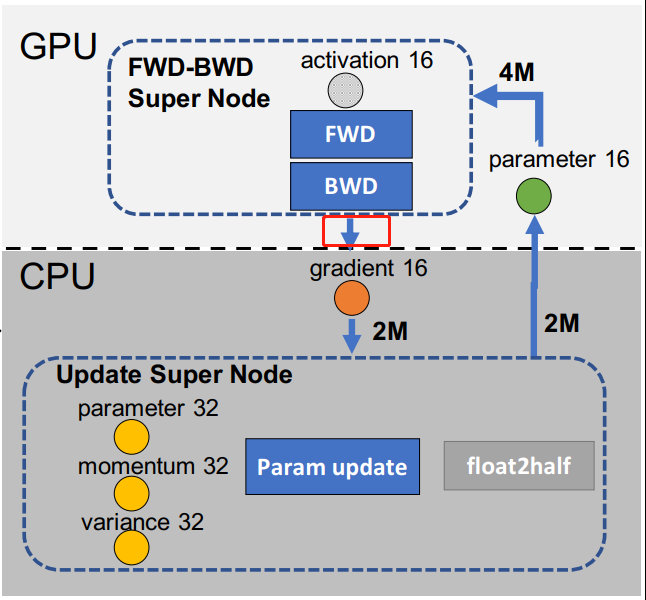 GPU
FWD-BWD
Super Node
activation 16
FWD
BWD
4M
parameter 16
CPU
gradient 16
2M
2M
Update Super Node
parameter 32
momentum 32
variance 32
Param update
float2half